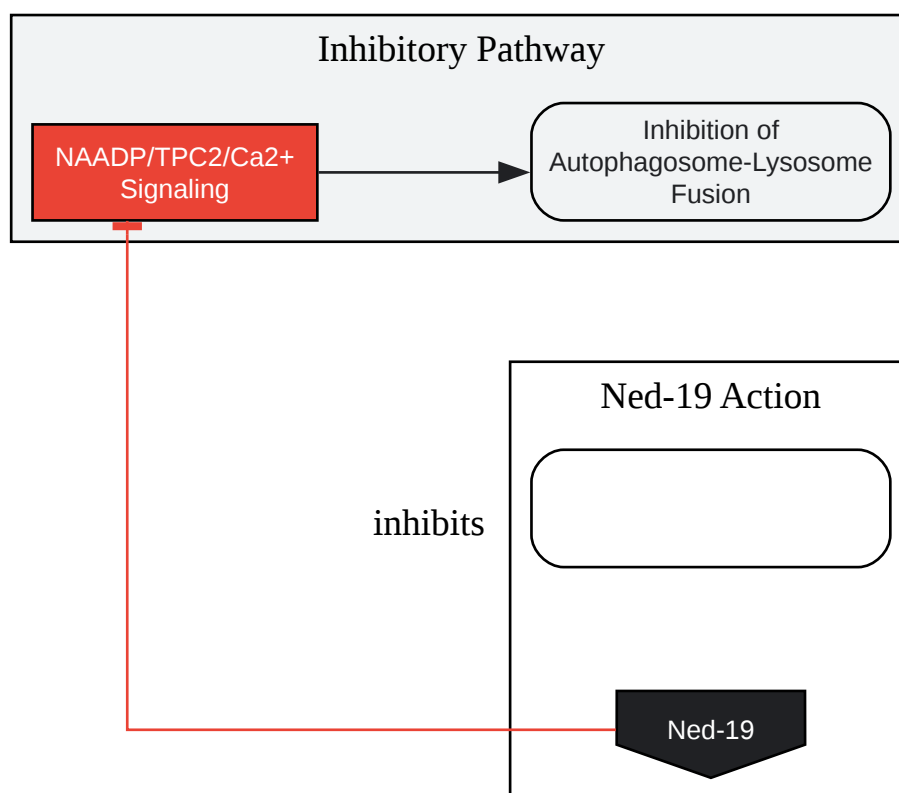 Inhibitory Pathway
NAADP/TPC2/Ca2+
Signaling
Inhibition of
Autophagosome-Lysosome
Fusion
Ned-19 Action
inhibits
Ned-19